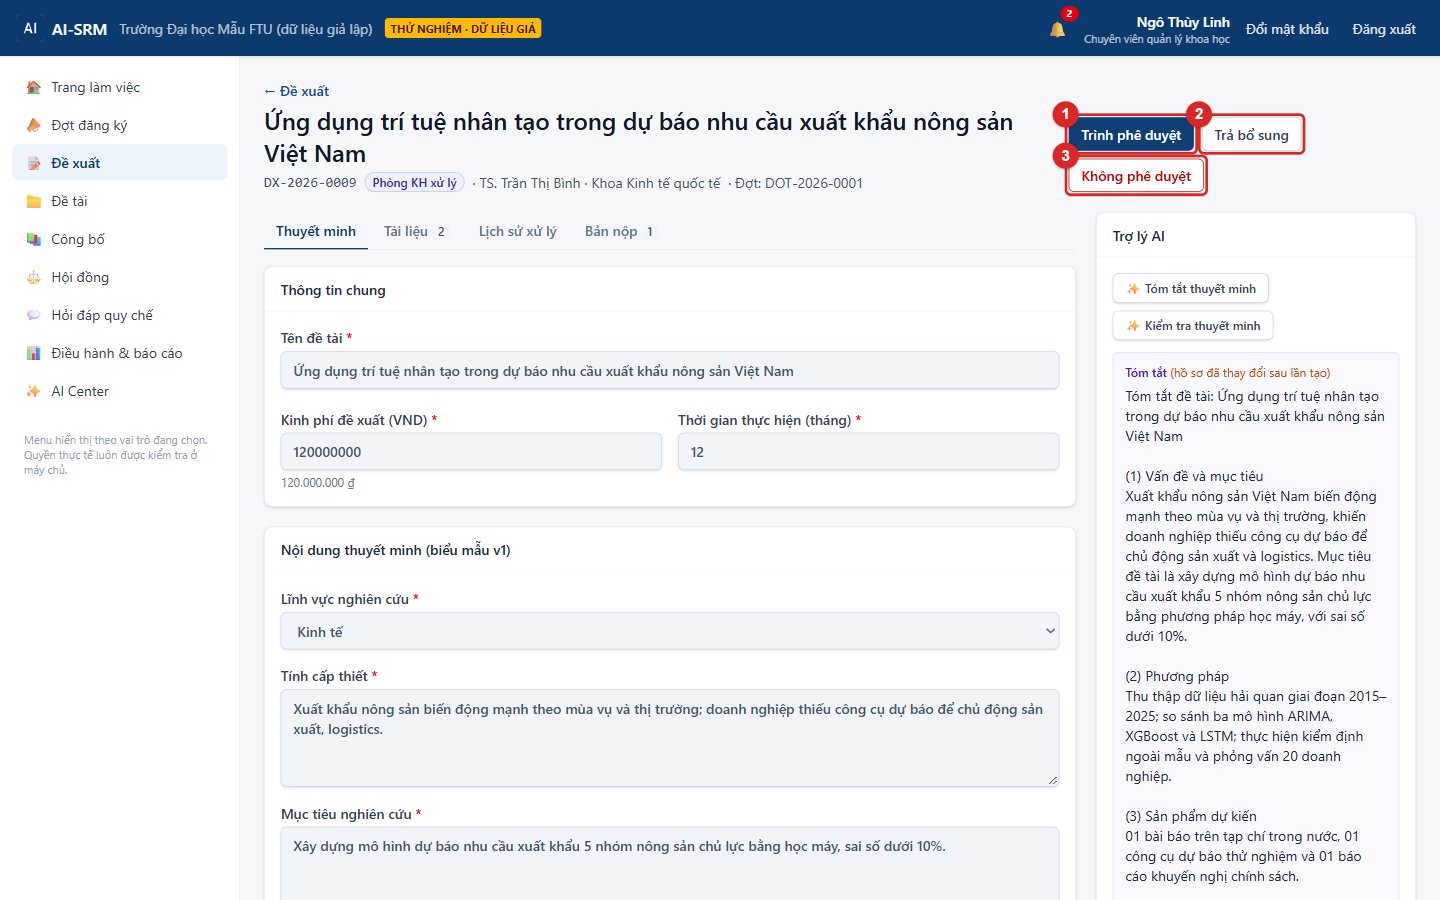 AI AI-SRM Trường Đại học Mẫu FTU (dữ liệu giả lập) THỬ NGHIỆM · DỮ LIỆU GIẢ
2
Ngô Thùy Linh
Chuyên viên quản lý khoa học
Đổi mật khẩu
Đăng xuất
Trang làm việc
Đợt đăng ký
Đề xuất
Đề tài
Công bố
Hội đồng
Hỏi đáp quy chế
Điều hành & báo cáo
AI Center
Menu hiển thị theo vai trò đang chọn.
Quyền thực tế luôn được kiểm tra ở
máy chủ.
← Đề xuất
Ứng dụng trí tuệ nhân tạo trong dự báo nhu cầu xuất khẩu nông sản
Việt Nam
DX-2026-0009 Phòng KH xử lý · TS. Trần Thị Bình · Khoa Kinh tế quốc tế · Đợt: DOT-2026-0001
1 Trình phê duyệt
2 Trả bổ sung
3 Không phê duyệt
Thuyết minh Tài liệu 2 Lịch sử xử lý Bản nộp 1
Thông tin chung
Tên đề tài *
Ứng dụng trí tuệ nhân tạo trong dự báo nhu cầu xuất khẩu nông sản Việt Nam
Kinh phí đề xuất (VND) *
120000000
120.000.000 ₫
Thời gian thực hiện (tháng) *
12
Nội dung thuyết minh (biểu mẫu v1)
Lĩnh vực nghiên cứu *
Kinh tế
Tính cấp thiết *
Xuất khẩu nông sản biến động mạnh theo mùa vụ và thị trường; doanh nghiệp thiếu công cụ dự báo để chủ động sản
xuất, logistics.
Mục tiêu nghiên cứu *
Xây dựng mô hình dự báo nhu cầu xuất khẩu 5 nhóm nông sản chủ lực bằng học máy, sai số dưới 10%.
Trợ lý AI
Tóm tắt thuyết minh
Kiểm tra thuyết minh
Tóm tắt (hồ sơ đã thay đổi sau lần tạo)
Tóm tắt đề tài: Ứng dụng trí tuệ nhân tạo
trong dự báo nhu cầu xuất khẩu nông sản
Việt Nam
(1) Vấn đề và mục tiêu
Xuất khẩu nông sản Việt Nam biến động
mạnh theo mùa vụ và thị trường, khiến
doanh nghiệp thiếu công cụ dự báo để
chủ động sản xuất và logistics. Mục tiêu
đề tài là xây dựng mô hình dự báo nhu
cầu xuất khẩu 5 nhóm nông sản chủ lực
bằng phương pháp học máy, với sai số
dưới 10%.
(2) Phương pháp
Thu thập dữ liệu hải quan giai đoạn 2015–
2025; so sánh ba mô hình ARIMA,
XGBoost và LSTM; thực hiện kiểm định
ngoài mẫu và phỏng vấn 20 doanh
nghiệp.
(3) Sản phẩm dự kiến
01 bài báo trên tạp chí trong nước, 01
công cụ dự báo thử nghiệm và 01 báo
cáo khuyến nghị chính sách.